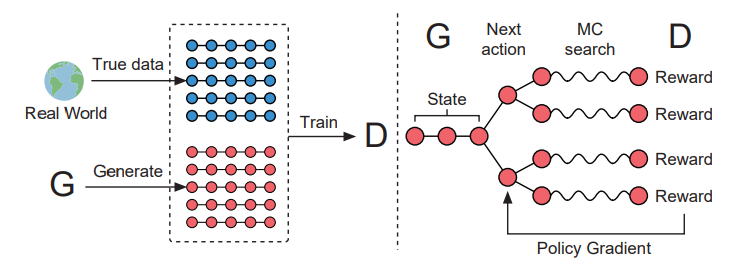 True data
Real World
G
Generate
Train
D
G
Next
action
MC
search
D
State
Reward
Reward
Reward
Reward
Policy Gradient